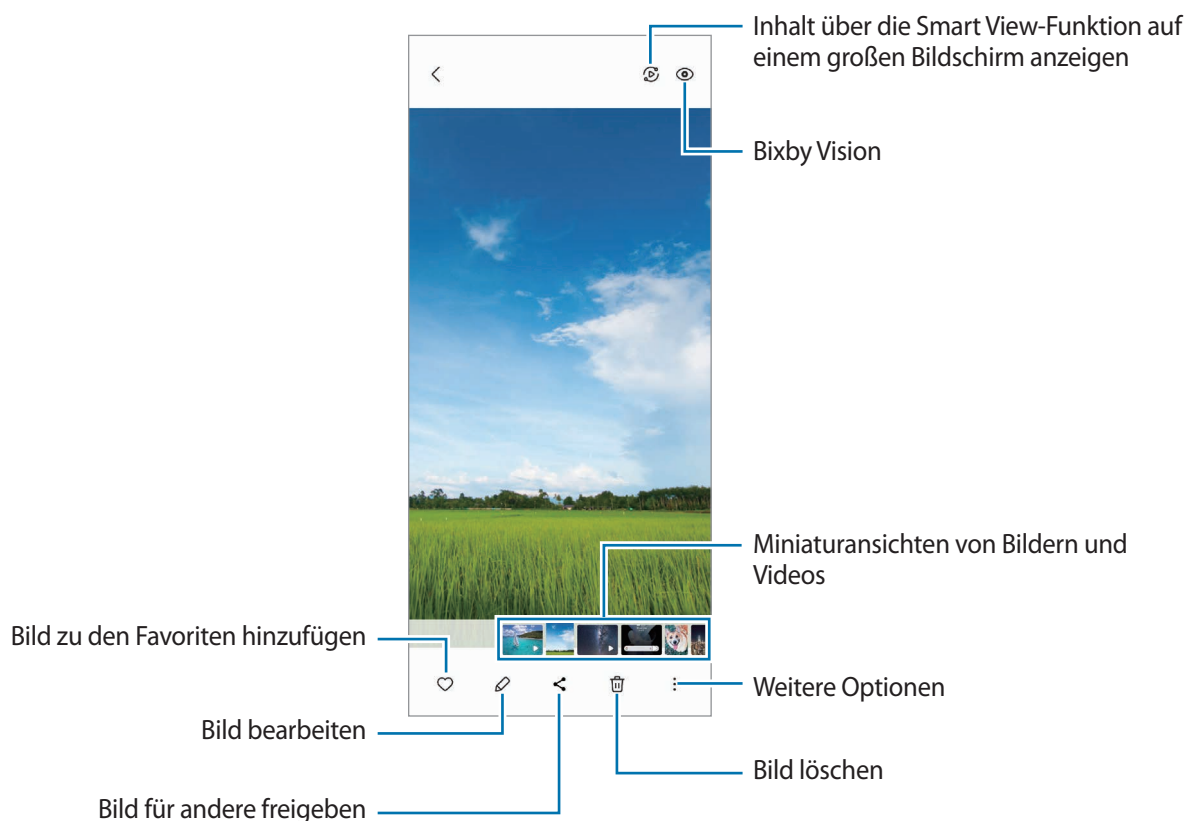 Inhalt über die Smart View-Funktion auf
einem großen Bildschirm anzeigen
Bixby Vision
Miniaturansichten von Bildern und
Videos
Bild zu den Favoriten hinzufügen
Weitere Optionen
Bild bearbeiten
Bild löschen
Bild für andere freigeben